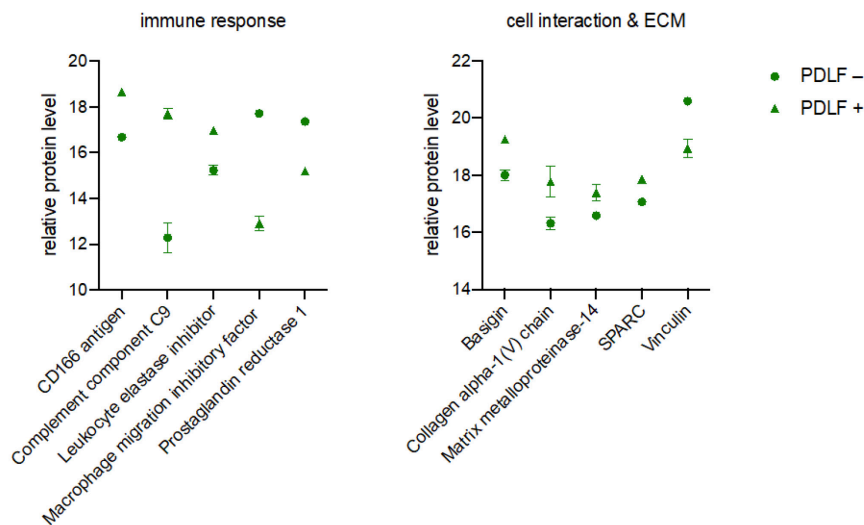 immune response
relative protein level
20
18
16
14
12
10
CD166 antigen
Complement component C9
Leukocyte elastase inhibitor
Macrophage migration inhibitory factor
Prostaglandin reductase 1
cell interaction & ECM
relative protein level
22
20
18
16
14
Basigin
Collagen alpha-1(V) chain
Matrix metalloproteinase-14
SPARC
Vinculin
PDLF –
PDLF +